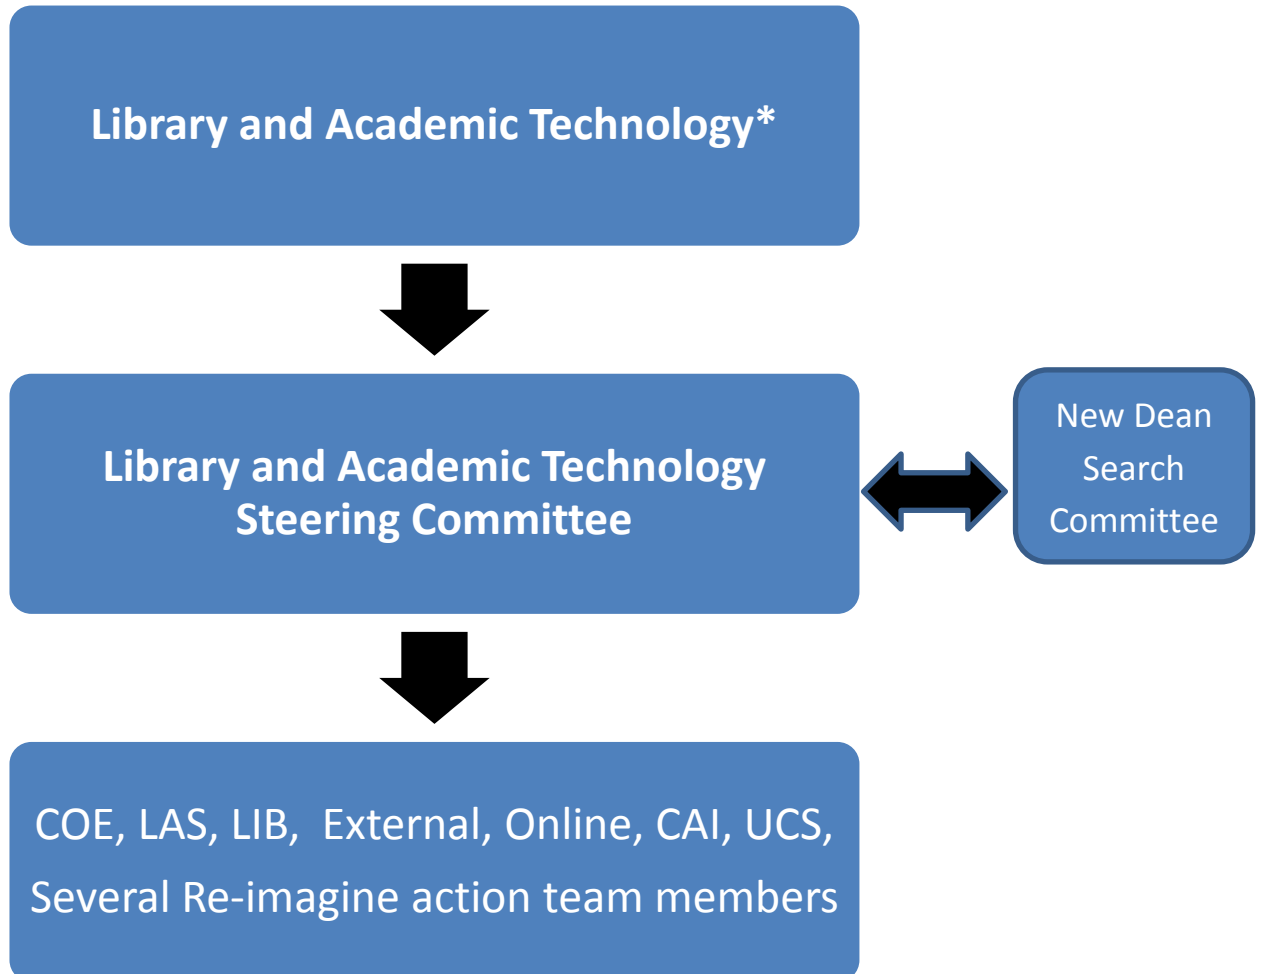 Library and Academic Technology*
Library and Academic Technology
Steering Committee
New Dean
Search
Committee
COE, LAS, LIB,  External, Online, CAI, UCS,
Several Re-imagine action team members